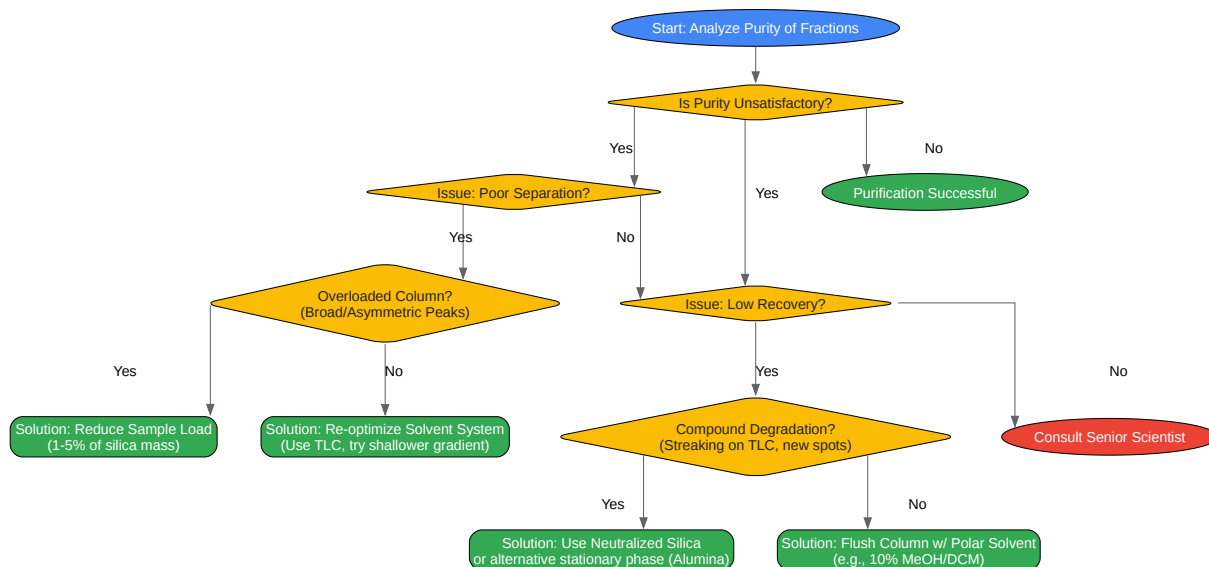 Start: Analyze Purity of Fractions
Is Purity Unsatisfactory?
Yes
No
Issue: Poor Separation?
Yes
Purification Successful
Yes
No
Overloaded Column?
(Broad/Asymmetric Peaks)
Issue: Low Recovery?
Yes
No
Yes
No
Solution: Reduce Sample Load
(1-5% of silica mass)
Solution: Re-optimize Solvent System
(Use TLC, try shallower gradient)
Compound Degradation?
(Streaking on TLC, new spots)
Consult Senior Scientist
Yes
No
Solution: Use Neutralized Silica
or alternative stationary phase (Alumina)
Solution: Flush Column w/ Polar Solvent
(e.g., 10% MeOH/DCM)